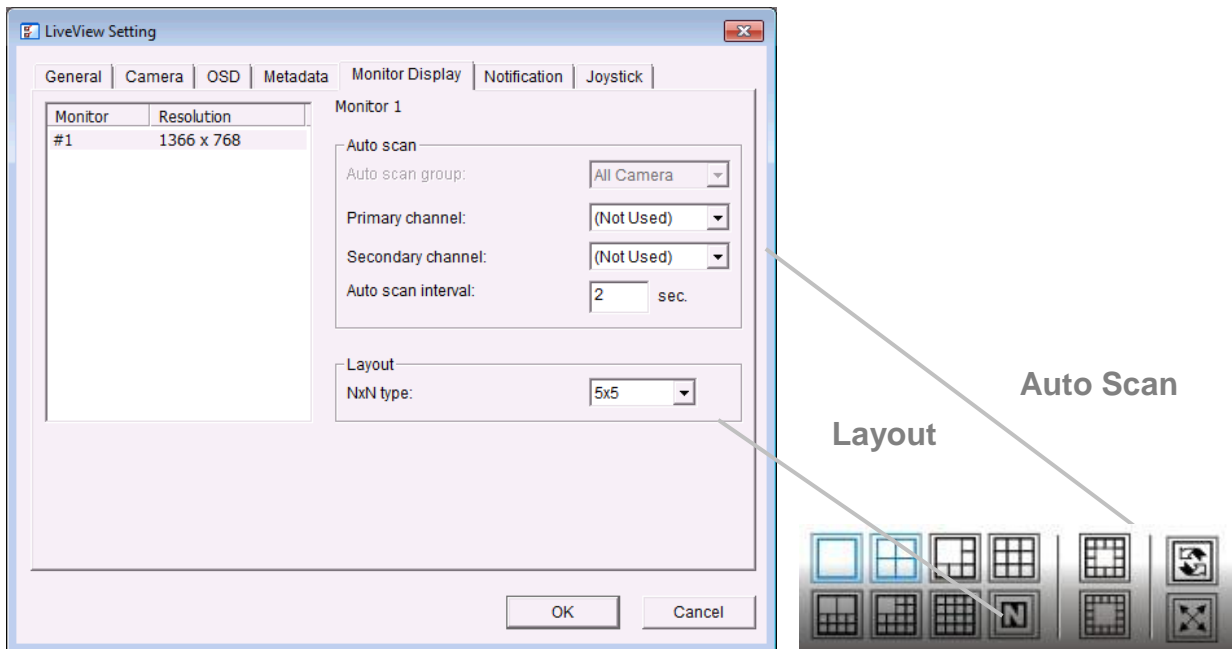 LiveView Setting
General Camera OSD Metadata Monitor Display Notification Joystick
Monitor Resolution
#1 1366 x 768
Monitor 1
Auto scan
Auto scan group: All Camera
Primary channel: (Not Used)
Secondary channel: (Not Used)
Auto scan interval: 2 sec.
Layout
NxN type: 5x5
OK Cancel
Auto Scan
Layout
N